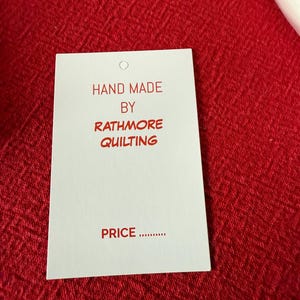 HAND MADE
BY
RATHMORE
QUILTING
PRICE ..........